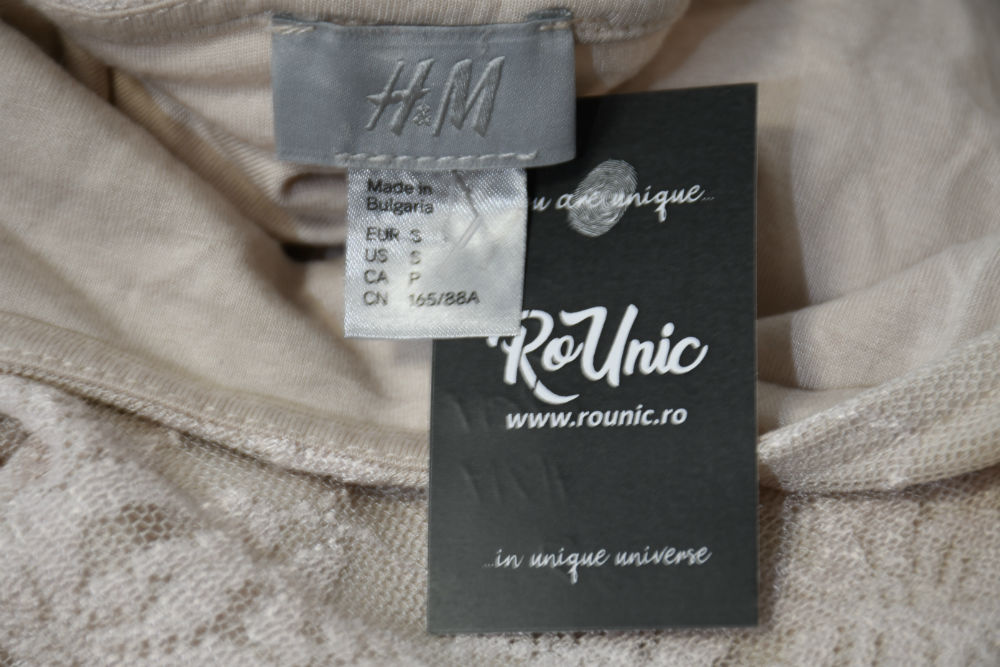 H&M
Made in
Bulgaria
EUR S
US S
CA P
CN 165/88A
u are unique...
RoUnic
www.rounic.ro
...in unique universe